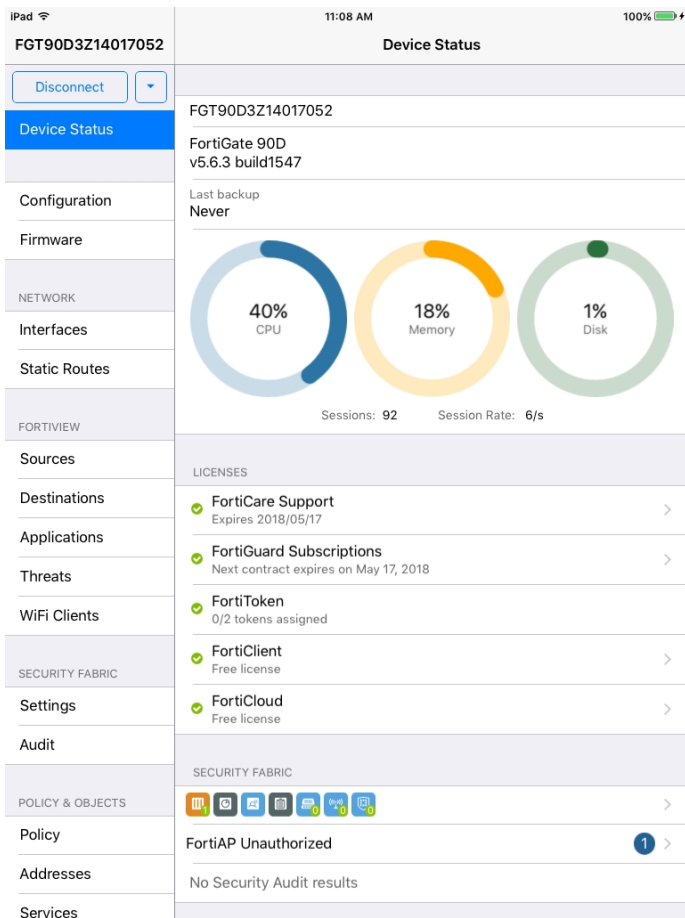 iPad 11:08 AM 100%
FGT90D3Z14017052
Device Status
Disconnect
Device Status
Configuration
Firmware
NETWORK
Interfaces
Static Routes
FORTIVIEW
Sources
Destinations
Applications
Threats
WiFi Clients
SECURITY FABRIC
Settings
Audit
POLICY & OBJECTS
Policy
Addresses
Services
FGT90D3Z14017052
FortiGate 90D
v5.6.3 build1547
Last backup
Never
40%
CPU
18%
Memory
1%
Disk
Sessions: 92 Session Rate: 6/s
LICENSES
FortiCare Support
Expires 2018/05/17
FortiGuard Subscriptions
Next contract expires on May 17, 2018
FortiToken
0/2 tokens assigned
FortiClient
Free license
FortiCloud
Free license
SECURITY FABRIC
1 0 0 0
FortiAP Unauthorized 1
No Security Audit results